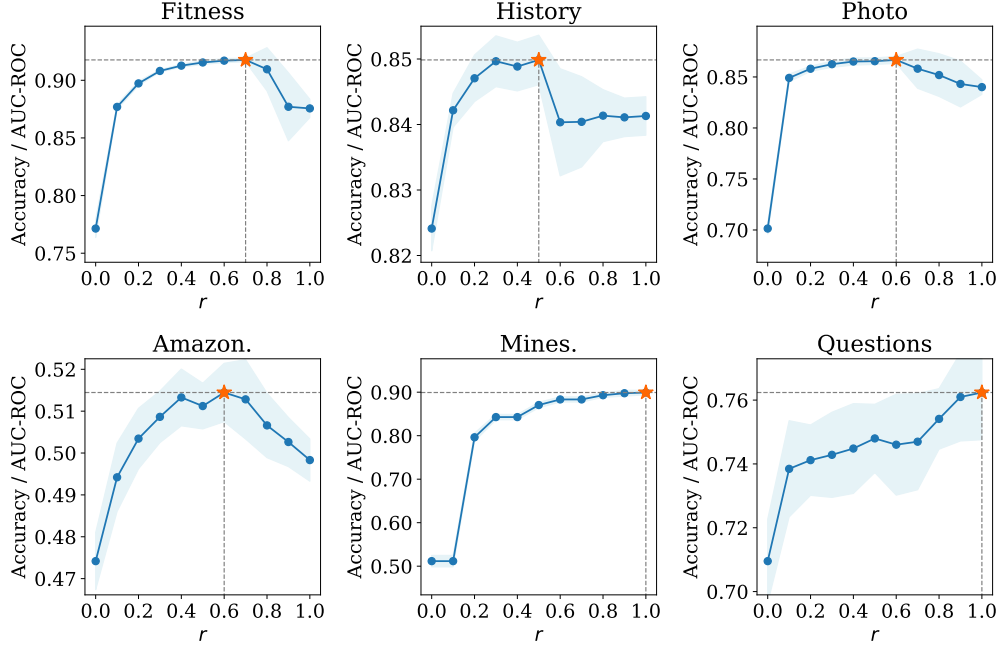 Fitness
Accuracy / AUC-ROC
0.90
0.85
0.80
0.75
0.0 0.2 0.4 0.6 0.8 1.0
r
History
Accuracy / AUC-ROC
0.85
0.84
0.83
0.82
0.0 0.2 0.4 0.6 0.8 1.0
r
Photo
Accuracy / AUC-ROC
0.85
0.80
0.75
0.70
0.0 0.2 0.4 0.6 0.8 1.0
r
Amazon.
Accuracy / AUC-ROC
0.52
0.51
0.50
0.49
0.48
0.47
0.0 0.2 0.4 0.6 0.8 1.0
r
Mines.
Accuracy / AUC-ROC
0.90
0.80
0.70
0.60
0.50
0.0 0.2 0.4 0.6 0.8 1.0
r
Questions
Accuracy / AUC-ROC
0.76
0.74
0.72
0.70
0.0 0.2 0.4 0.6 0.8 1.0
r